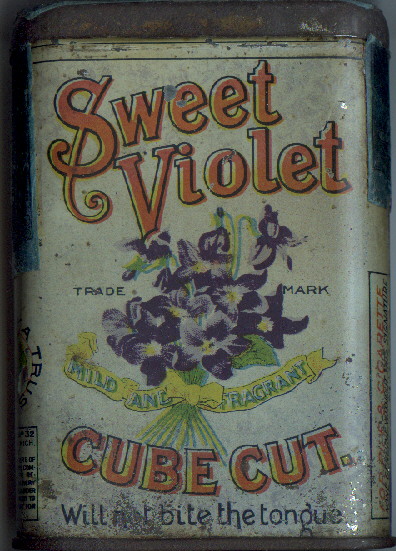 Sweet
Violet
TRADE MARK
MILD AND FRAGRANT
CUBE CUT.
Will not bite the tongue